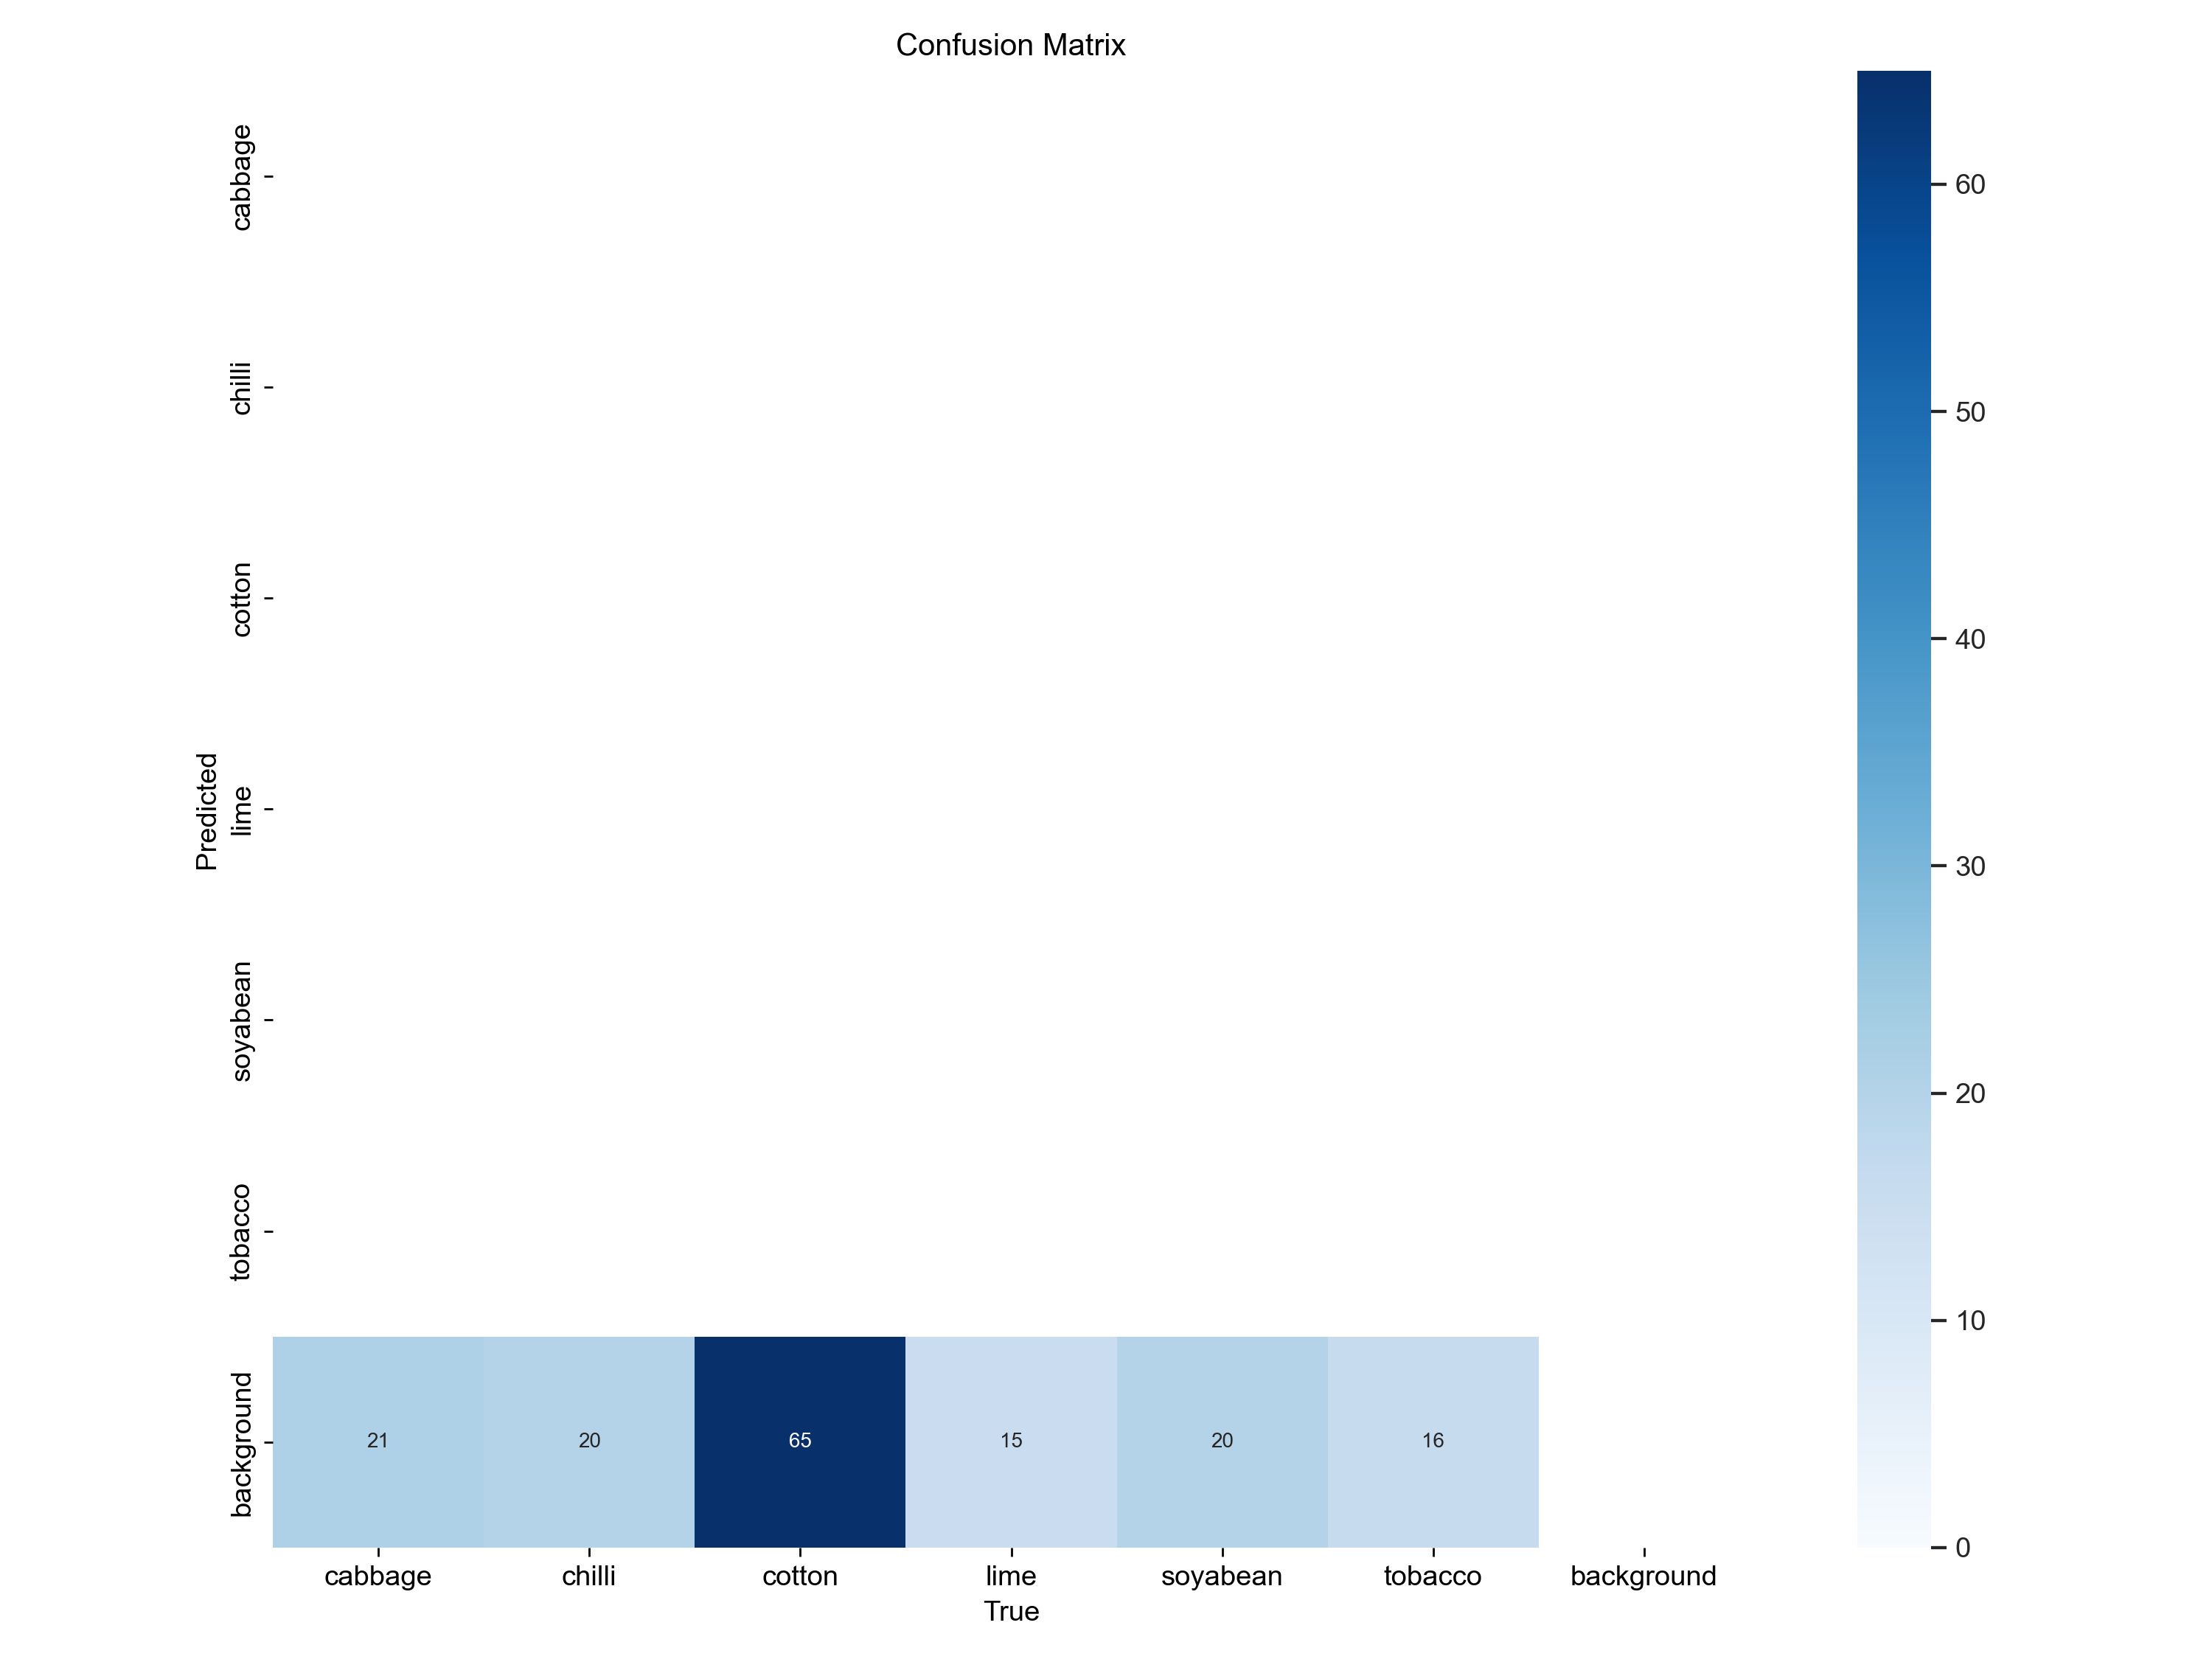 Confusion Matrix
cabbage
chilli
cotton
lime
soyabean
tobacco
background
Predicted
21 20 65 15 20 16
cabbage chilli cotton lime soyabean tobacco background
True
60
50
40
30
20
10
0